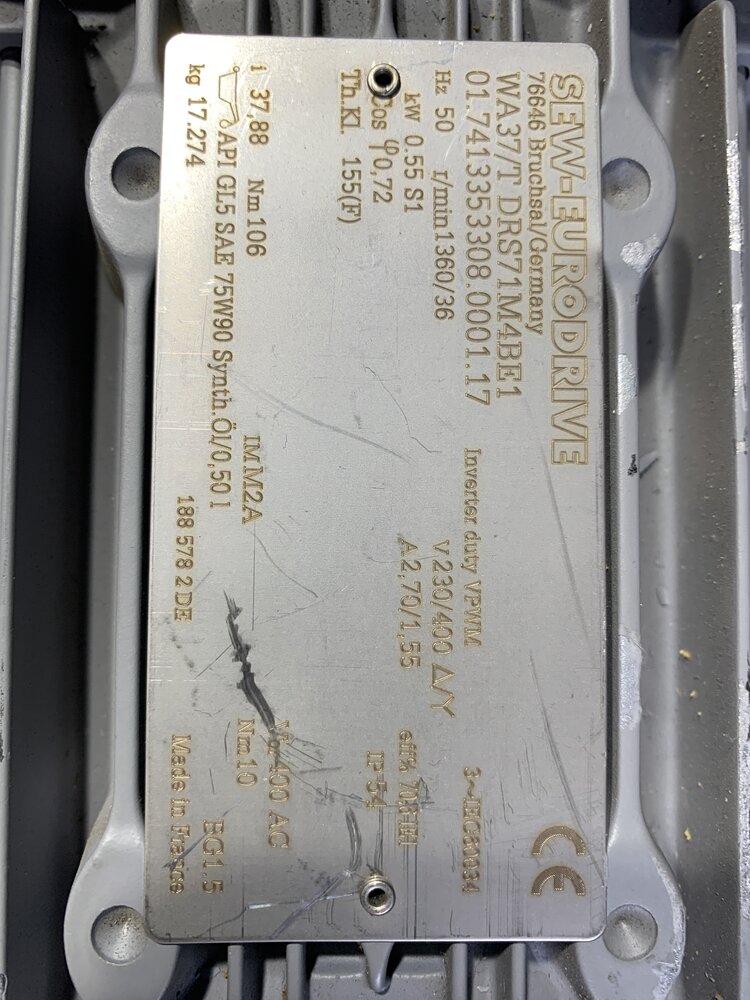 SEW-EURODRIVE CE
76646 Bruchsal/Germany
WA37/T DRS71M4BE1
01.7413353308.0001.17 Inverter duty VPWM 3~IEC60034
Hz 50 r/min 1360/36 V 230/400 Δ/Y
kW 0.55 S1 A 2,70/1,55 eff%
Cos φ 0,72 IP 54
Th.Kl. 155(F)
400 AC
i 37,88 Nm 106 IM M2A Nm 10
API GL5 SAE 75W90 Synth.Öl/0,50 l BG1.5
kg 17.274 188 578 2 DE Made in France